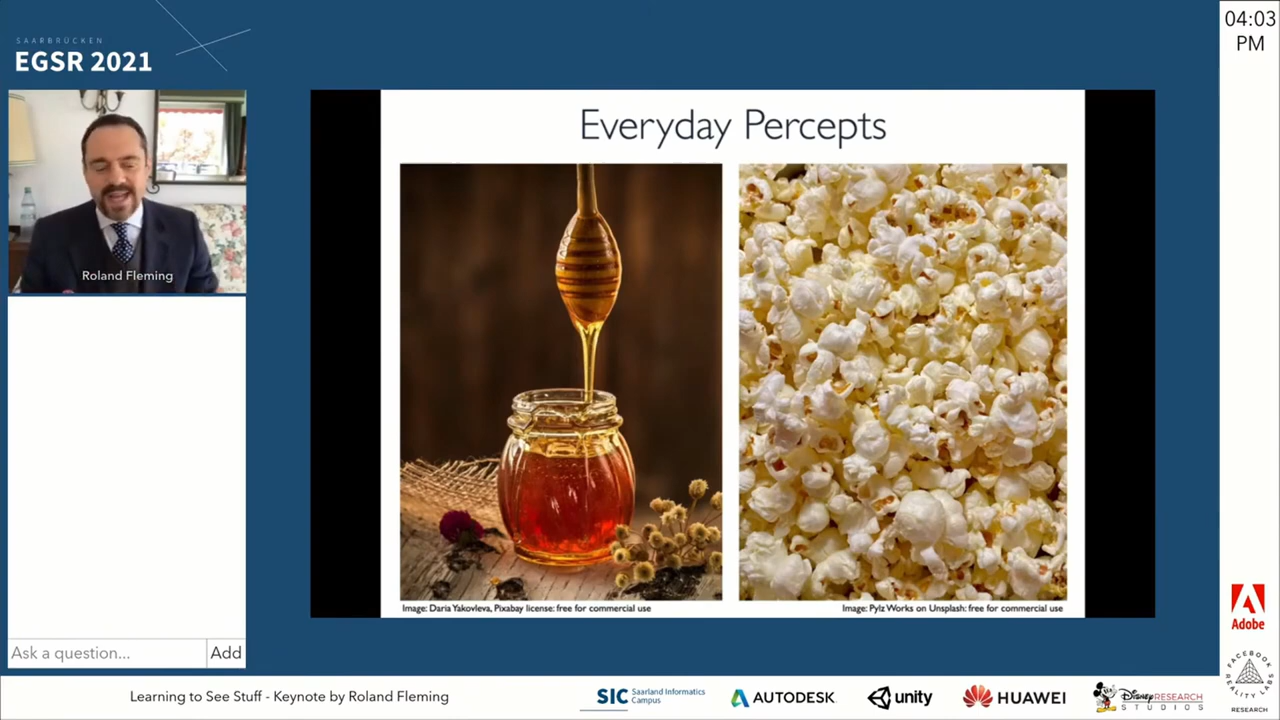 SAARBRÜCKEN
EGSR 2021
Roland Fleming
Ask a question...
Add
Everyday Percepts
Image: Daria Yakovleva, Pixabay license: free for commercial use
Image: Pylz Works on Unsplash: free for commercial use
04:03
PM
Adobe
FACEBOOK
REALITY LABS
RESEARCH
Learning to See Stuff - Keynote by Roland Fleming
SIC Saarland Informatics
Campus
AUTODESK
unity
HUAWEI
Disney RESEARCH
STUDIOS